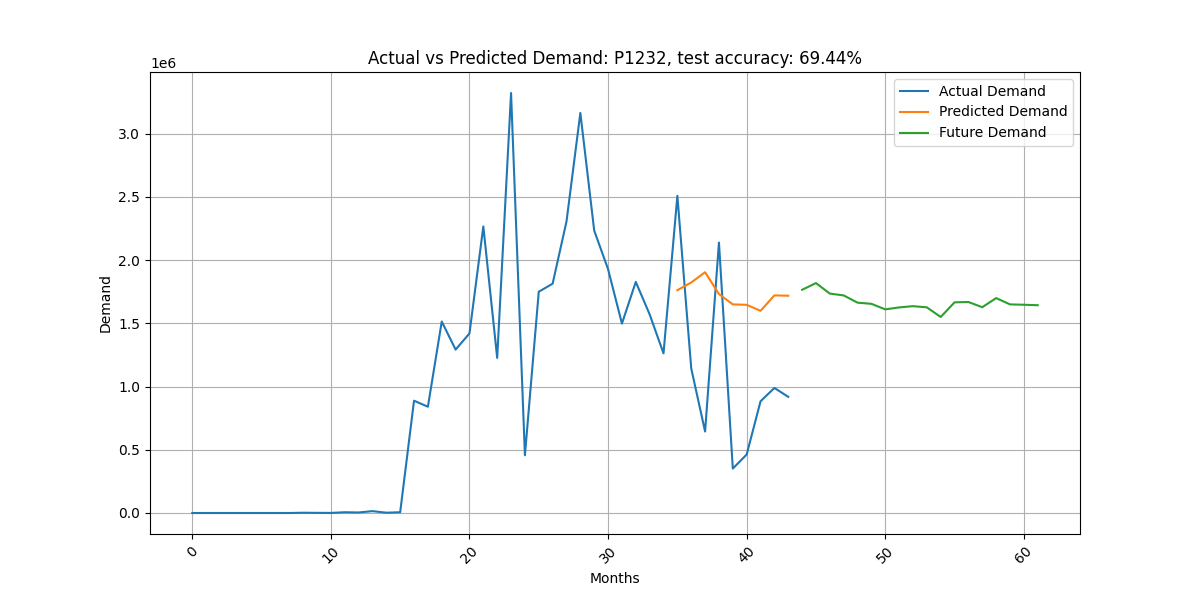 Actual vs Predicted Demand: P1232, test accuracy: 69.44%
1e6
Actual Demand
Predicted Demand
Future Demand
3.0
2.5
2.0
1.5
1.0
0.5
0.0
Demand
0 10 20 30 40 50 60
Months